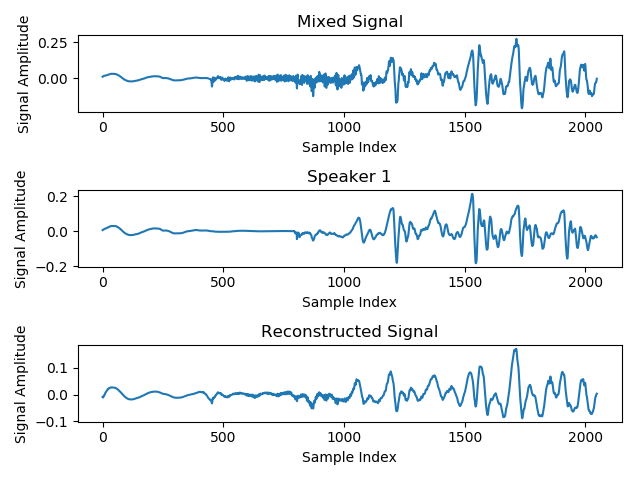 Mixed Signal
Signal Amplitude
0.25
0.00
0 500 1000 1500 2000
Sample Index
Speaker 1
Signal Amplitude
0.2
0.0
−0.2
0 500 1000 1500 2000
Sample Index
Reconstructed Signal
Signal Amplitude
0.1
0.0
−0.1
0 500 1000 1500 2000
Sample Index